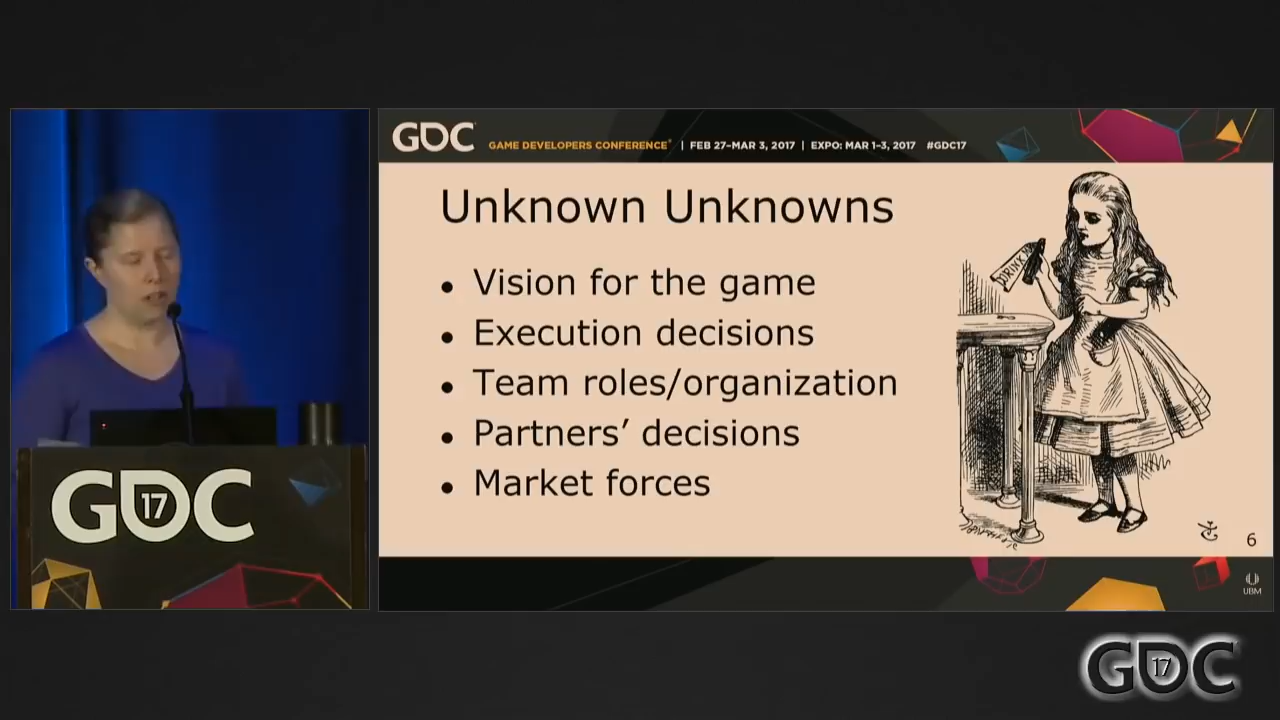 GDC
GAME DEVELOPERS CONFERENCE® | FEB 27–MAR 3, 2017 | EXPO: MAR 1–3, 2017 #GDC17
Unknown Unknowns
• Vision for the game
• Execution decisions
• Team roles/organization
• Partners’ decisions
• Market forces
DRINK ME
6
UBM
GDC
17
GDC
17